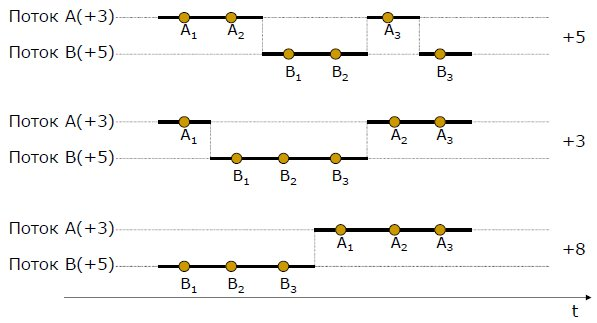 Поток A(+3)
A1 A2 A3
+5
Поток B(+5)
B1 B2 B3
Поток A(+3)
A1 A2 A3
+3
Поток B(+5)
B1 B2 B3
Поток A(+3)
A1 A2 A3
+8
Поток B(+5)
B1 B2 B3
t